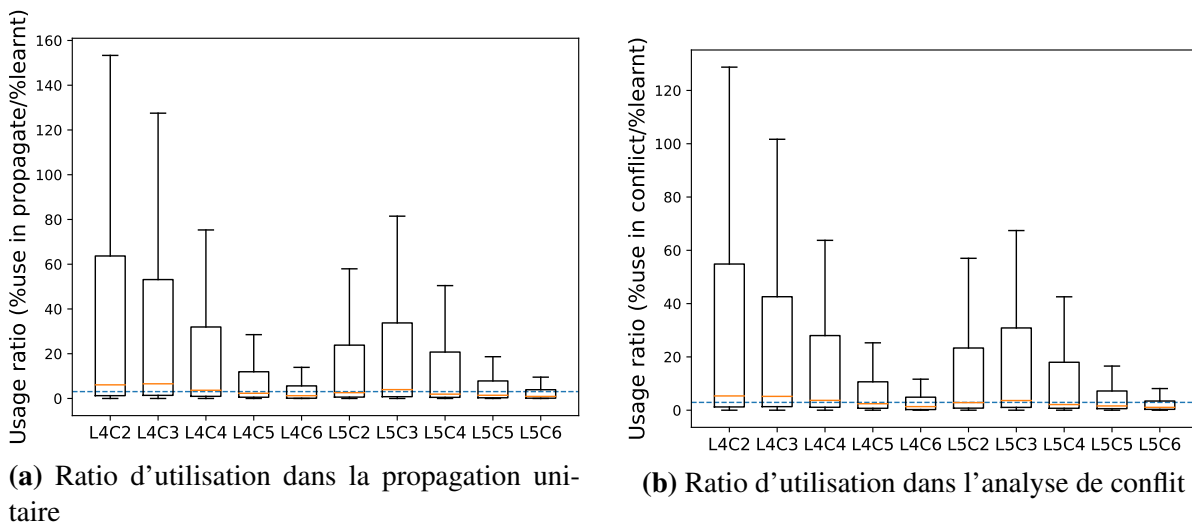 Usage ratio (%use in propagate/%learnt)
160
140
120
100
80
60
40
20
0
L4C2 L4C3 L4C4 L4C5 L4C6 L5C2 L5C3 L5C4 L5C5 L5C6
(a) Ratio d'utilisation dans la propagation uni-
taire
Usage ratio (%use in conflict/%learnt)
120
100
80
60
40
20
0
L4C2 L4C3 L4C4 L4C5 L4C6 L5C2 L5C3 L5C4 L5C5 L5C6
(b) Ratio d'utilisation dans l'analyse de conflit